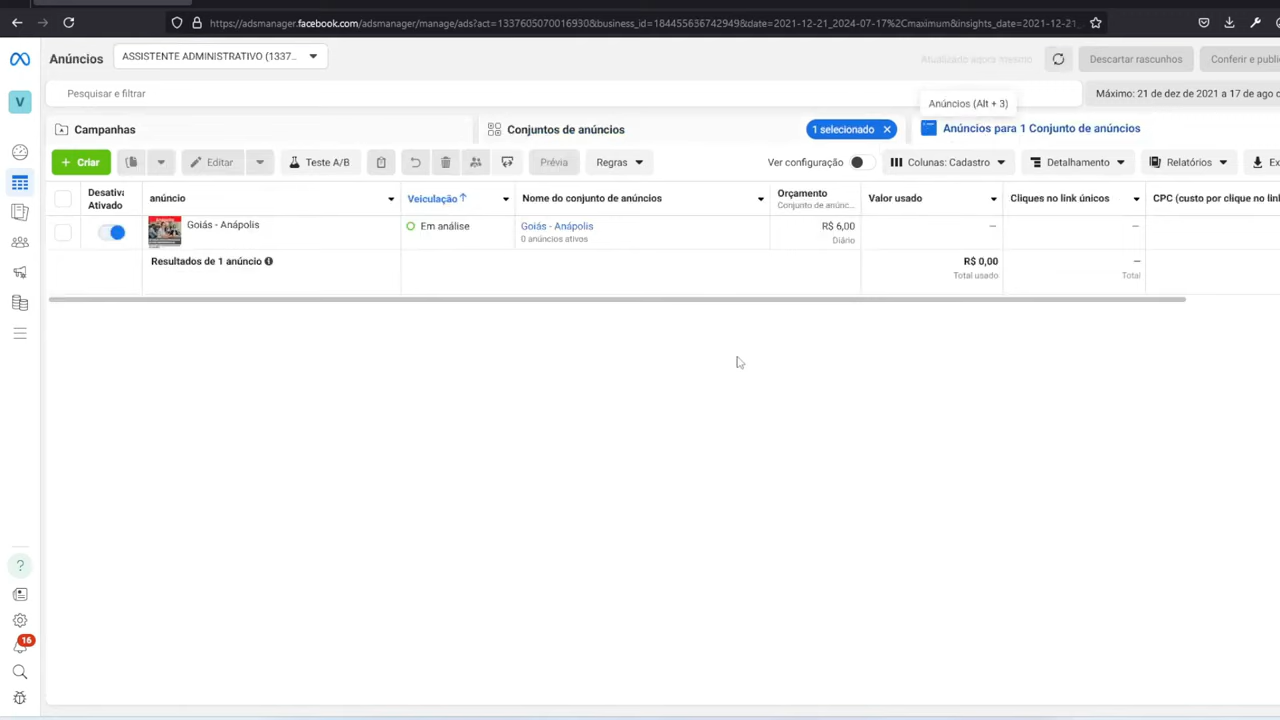 https://adsmanager.facebook.com/adsmanager/manage/ads?act=1337605070016930&business_id=184455636742949&date=2021-12-21_2024-07-17%2Cmaximum&insights_date=2021-12-21_
Anúncios
ASSISTENTE ADMINISTRATIVO (1337...
Atualizado agora mesmo
Descartar rascunhos
Conferir e public
V
Pesquisar e filtrar
Anúncios (Alt + 3)
Máximo: 21 de dez de 2021 a 17 de ago d
Campanhas
Conjuntos de anúncios
1 selecionado
Anúncios para 1 Conjunto de anúncios
+ Criar
Editar
Teste A/B
Prévia
Regras
Ver configuração
Colunas: Cadastro
Detalhamento
Relatórios
Ex
Desativ
Ativado
anúncio
Veiculação
Nome do conjunto de anúncios
Orçamento
Conjunto de anúnc...
Valor usado
Cliques no link únicos
CPC (custo por clique no lin
Goiás - Anápolis
Em análise
Goiás - Anápolis
0 anúncios ativos
R$ 6,00
Diário
—
—
Resultados de 1 anúncio
R$ 0,00
Total usado
—
Total
?
16